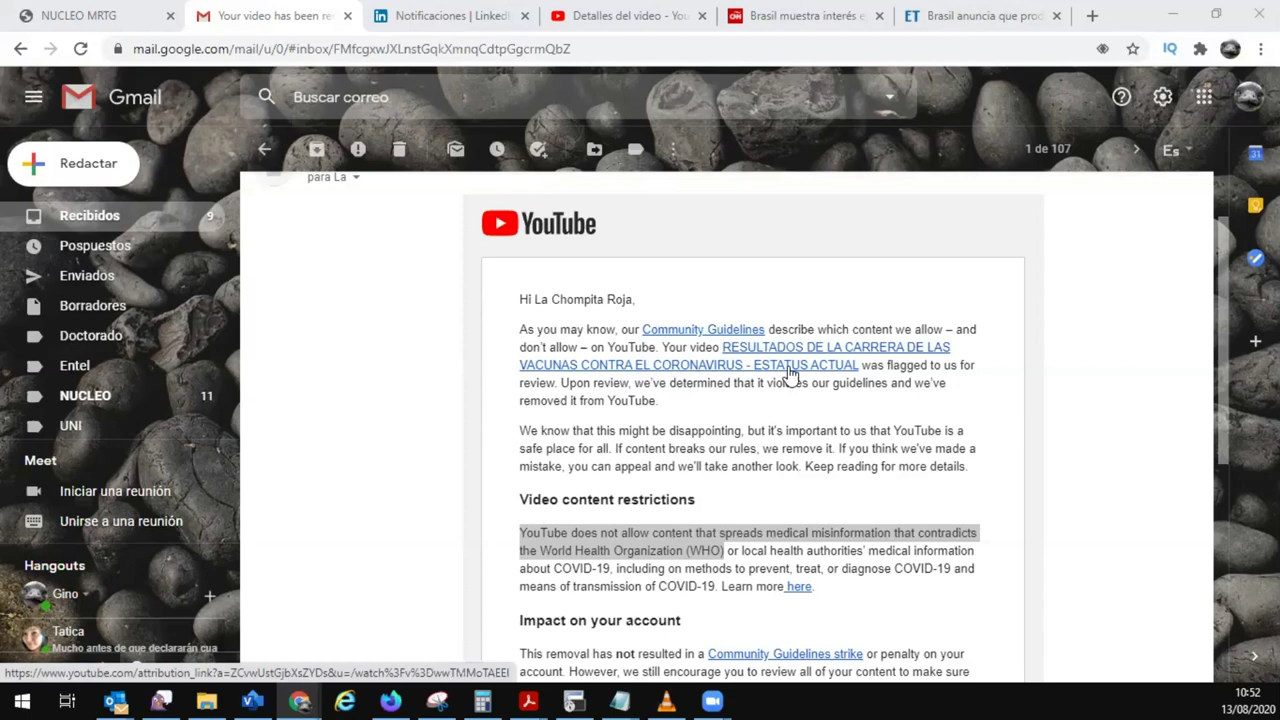 NUCLEO MRTG
Your video has been re
Notificaciones | LinkedI
Detalles del video - You
CNN
Brasil muestra interés e
ET
Brasil anuncia que proc
mail.google.com/mail/u/0/#inbox/FMfcgxwJXLnstGqkXmnqCdtpGgcrmQbZ
IQ
Gmail
Buscar correo
Redactar
1 de 107
Es
Recibidos 9
Pospuestos
Enviados
Borradores
Doctorado
Entel
NUCLEO 11
UNI
Meet
Iniciar una reunión
Unirse a una reunión
Hangouts
Gino
Tatica
Mucho antes de que declararán cua
para La
31
YouTube
Hi La Chompita Roja,
As you may know, our Community Guidelines describe which content we allow – and
don’t allow – on YouTube. Your video RESULTADOS DE LA CARRERA DE LAS
VACUNAS CONTRA EL CORONAVIRUS - ESTATUS ACTUAL was flagged to us for
review. Upon review, we’ve determined that it violates our guidelines and we’ve
removed it from YouTube.
We know that this might be disappointing, but it’s important to us that YouTube is a
safe place for all. If content breaks our rules, we remove it. If you think we’ve made a
mistake, you can appeal and we’ll take another look. Keep reading for more details.
Video content restrictions
YouTube does not allow content that spreads medical misinformation that contradicts
the World Health Organization (WHO) or local health authorities’ medical information
about COVID-19, including on methods to prevent, treat, or diagnose COVID-19 and
means of transmission of COVID-19. Learn more here.
Impact on your account
This removal has not resulted in a Community Guidelines strike or penalty on your
account. However, we still encourage you to review all of your content to make sure
https://www.youtube.com/attribution_link?a=ZCvwUstGjbXsZYDs&u=/watch%3Fv%3DwwTMMoTAEEI
10:52
13/08/2020